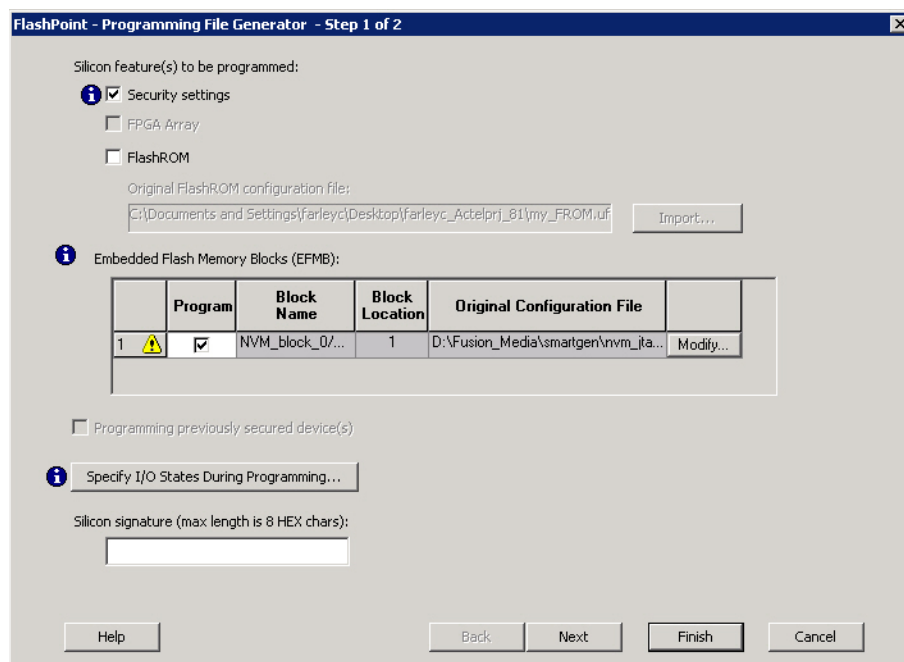 FlashPoint - Programming File Generator - Step 1 of 2
Silicon feature(s) to be programmed:
Security settings
FPGA Array
FlashROM
Original FlashROM configuration file:
C:\Documents and Settings\farleyc\Desktop\farleyc_Actelprj_81\my_FROM.uf
Import...
Embedded Flash Memory Blocks (EFMB):
Program Block Name Block Location Original Configuration File
1 NVM_block_0/... 1 D:\Fusion_Media\smartgen\nvm_jta... Modify...
Programming previously secured device(s)
Specify I/O States During Programming...
Silicon signature (max length is 8 HEX chars):
Help Back Next Finish Cancel